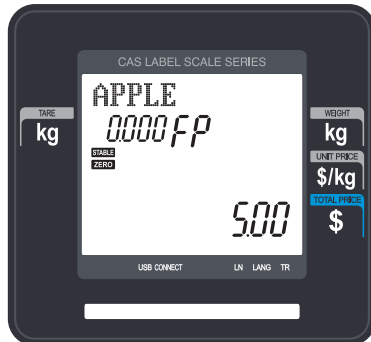 CAS LABEL SCALE SERIES
APPLE
0.000 FP
STABLE
ZERO
5.00
TARE
kg
WEIGHT
kg
UNIT PRICE
$/kg
TOTAL PRICE
$
USB CONNECT LN LANG TR